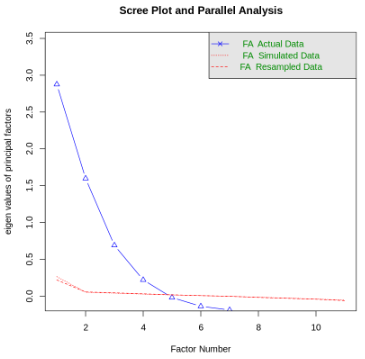 Scree Plot and Parallel Analysis
FA Actual Data
FA Simulated Data
FA Resampled Data
eigen values of principal factors
3.5
3.0
2.5
2.0
1.5
1.0
0.5
0.0
2 4 6 8 10
Factor Number